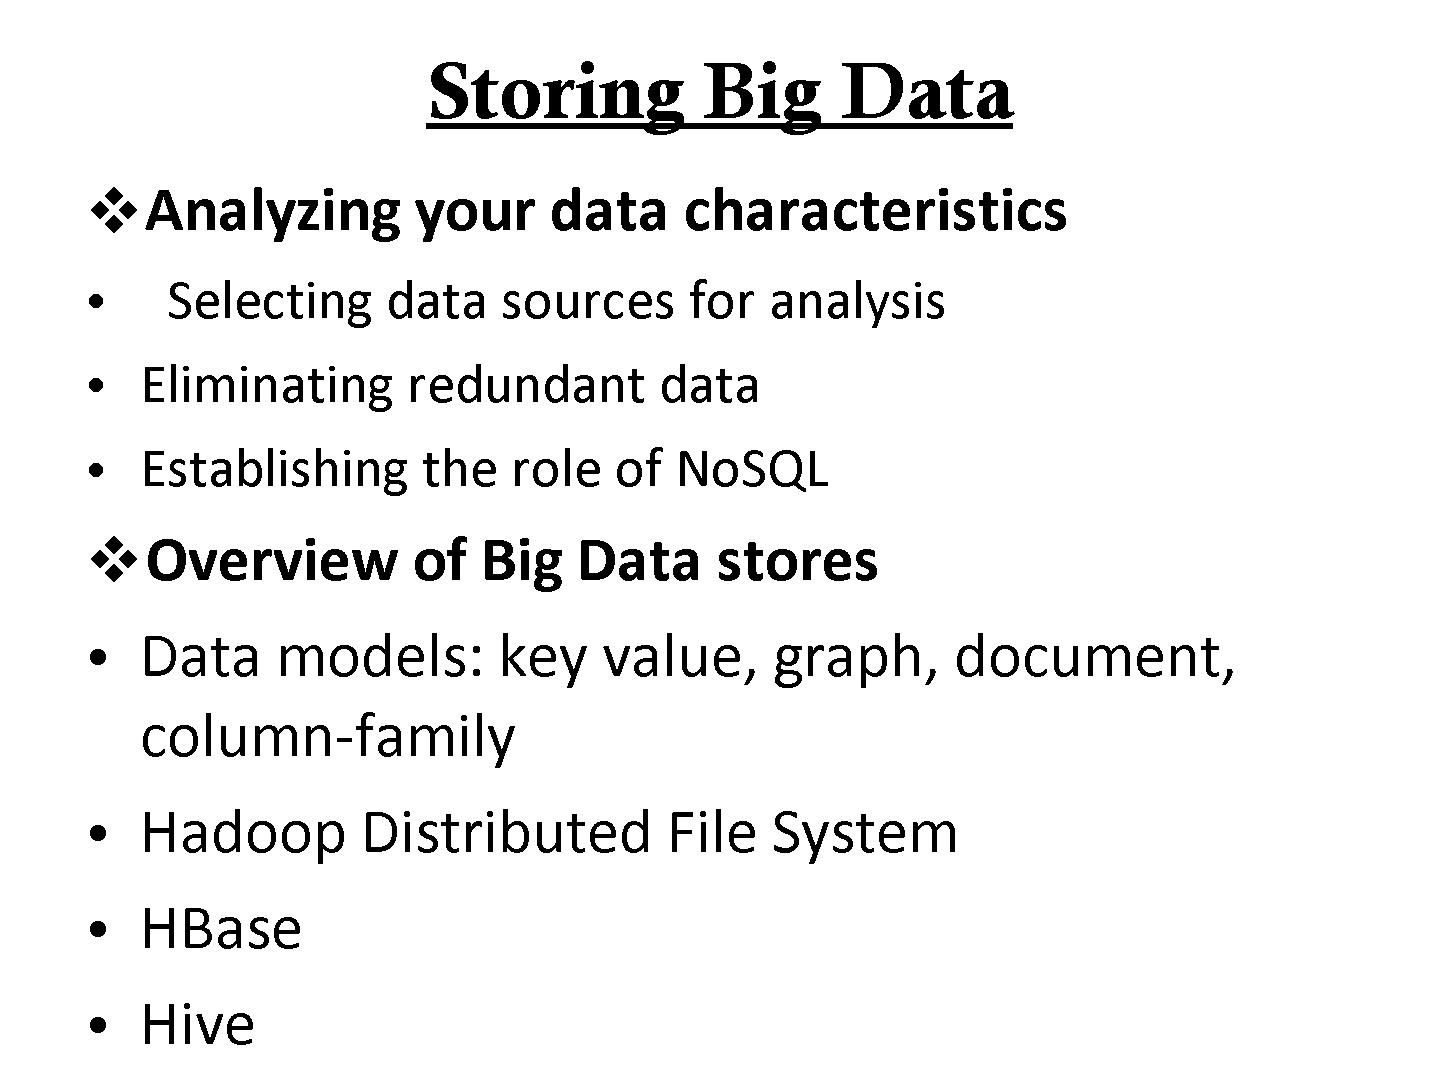 Storing Big Data
❖Analyzing your data characteristics
• Selecting data sources for analysis
• Eliminating redundant data
• Establishing the role of NoSQL
❖Overview of Big Data stores
• Data models: key value, graph, document,
column-family
• Hadoop Distributed File System
• HBase
• Hive